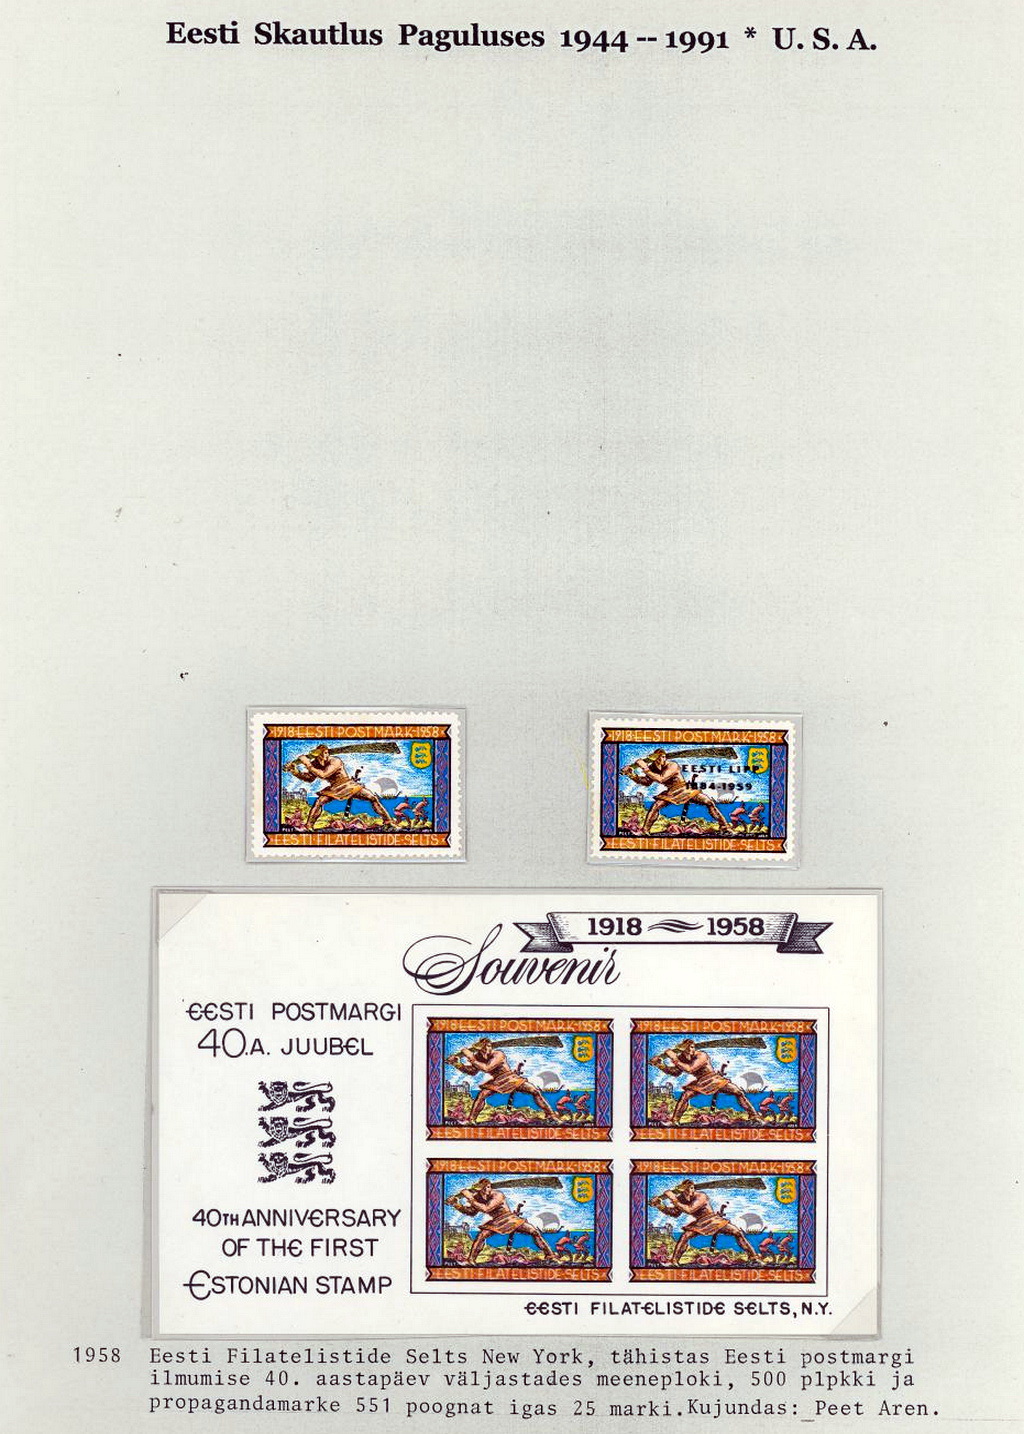 Eesti Skautlus Paguluses 1944 -- 1991 * U. S. A.
1918·EESTI POSTMARK·1958
EESTI·FILATELISTIDE·SELTS
1918·EESTI POSTMARK·1958
EESTI LIPP
1884-1959
EESTI·FILATELISTIDE·SELTS
1918 1958
Souvenir
EESTI POSTMARGI
40.A. JUUBEL
40TH ANNIVERSARY
OF THE FIRST
ESTONIAN STAMP
1918·EESTI POSTMARK·1958
EESTI·FILATELISTIDE·SELTS
1918·EESTI POSTMARK·1958
EESTI·FILATELISTIDE·SELTS
1918·EESTI POSTMARK·1958
EESTI·FILATELISTIDE·SELTS
1918·EESTI POSTMARK·1958
EESTI·FILATELISTIDE·SELTS
EESTI FILATELISTIDE SELTS, N.Y.
1958 Eesti Filatelistide Selts New York, tähistas Eesti postmargi
ilmumise 40. aastapäev väljastades meeneploki, 500 plpkki ja
propagandamarke 551 poognat igas 25 marki.Kujundas:_Peet Aren.